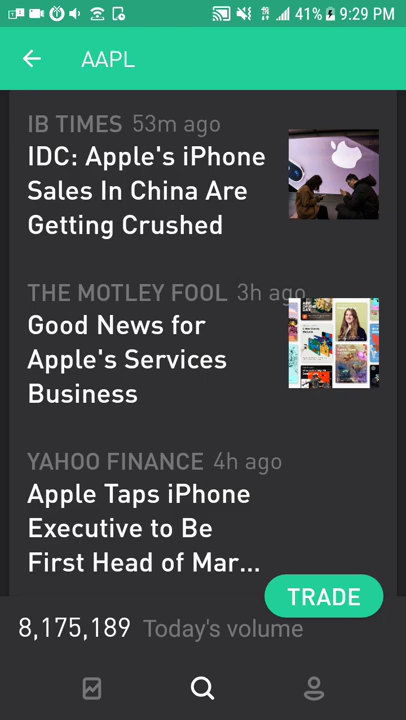 41% 9:29 PM
AAPL
IB TIMES 53m ago
IDC: Apple's iPhone
Sales In China Are
Getting Crushed
THE MOTLEY FOOL 3h ago
Good News for
Apple's Services
Business
YAHOO FINANCE 4h ago
Apple Taps iPhone
Executive to Be
First Head of Mar...
TRADE
8,175,189 Today's volume